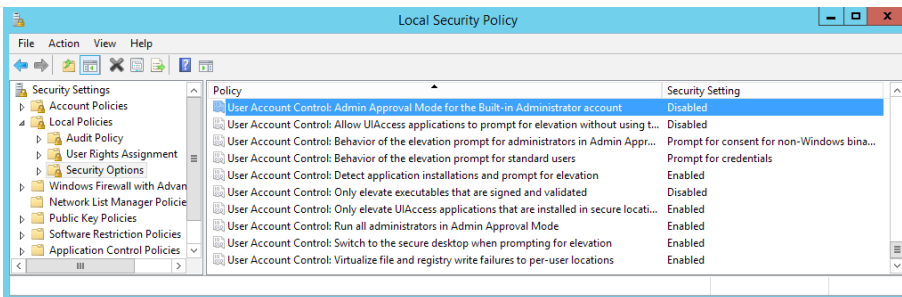 Local Security Policy
File Action View Help
Policy Security Setting
Security Settings
Account Policies
Local Policies
Audit Policy
User Rights Assignment
Security Options
Windows Firewall with Advan
Network List Manager Policie
Public Key Policies
Software Restriction Policies
Application Control Policies
User Account Control: Admin Approval Mode for the Built-in Administrator account Disabled
User Account Control: Allow UIAccess applications to prompt for elevation without using t... Disabled
User Account Control: Behavior of the elevation prompt for administrators in Admin Appr... Prompt for consent for non-Windows bina...
User Account Control: Behavior of the elevation prompt for standard users Prompt for credentials
User Account Control: Detect application installations and prompt for elevation Enabled
User Account Control: Only elevate executables that are signed and validated Disabled
User Account Control: Only elevate UIAccess applications that are installed in secure locati... Enabled
User Account Control: Run all administrators in Admin Approval Mode Enabled
User Account Control: Switch to the secure desktop when prompting for elevation Enabled
User Account Control: Virtualize file and registry write failures to per-user locations Enabled